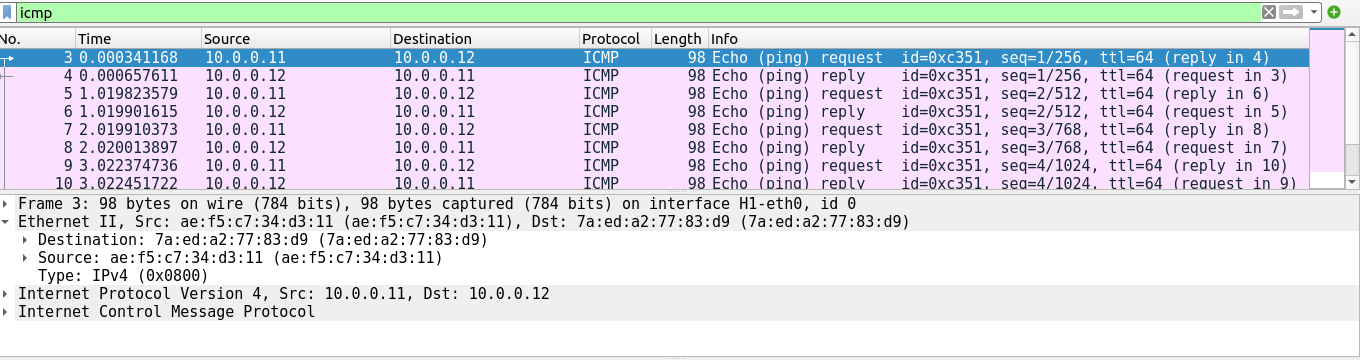 icmp
No. Time Source Destination Protocol Length Info
3 0.000341168 10.0.0.11 10.0.0.12 ICMP 98 Echo (ping) request id=0xc351, seq=1/256, ttl=64 (reply in 4)
4 0.000657611 10.0.0.12 10.0.0.11 ICMP 98 Echo (ping) reply id=0xc351, seq=1/256, ttl=64 (request in 3)
5 1.019823579 10.0.0.11 10.0.0.12 ICMP 98 Echo (ping) request id=0xc351, seq=2/512, ttl=64 (reply in 6)
6 1.019901615 10.0.0.12 10.0.0.11 ICMP 98 Echo (ping) reply id=0xc351, seq=2/512, ttl=64 (request in 5)
7 2.019910373 10.0.0.11 10.0.0.12 ICMP 98 Echo (ping) request id=0xc351, seq=3/768, ttl=64 (reply in 8)
8 2.020013897 10.0.0.12 10.0.0.11 ICMP 98 Echo (ping) reply id=0xc351, seq=3/768, ttl=64 (request in 7)
9 3.022374736 10.0.0.11 10.0.0.12 ICMP 98 Echo (ping) request id=0xc351, seq=4/1024, ttl=64 (reply in 10)
10 3.022451722 10.0.0.12 10.0.0.11 ICMP 98 Echo (ping) reply id=0xc351, seq=4/1024, ttl=64 (request in 9)
Frame 3: 98 bytes on wire (784 bits), 98 bytes captured (784 bits) on interface H1-eth0, id 0
Ethernet II, Src: ae:f5:c7:34:d3:11 (ae:f5:c7:34:d3:11), Dst: 7a:ed:a2:77:83:d9 (7a:ed:a2:77:83:d9)
Destination: 7a:ed:a2:77:83:d9 (7a:ed:a2:77:83:d9)
Source: ae:f5:c7:34:d3:11 (ae:f5:c7:34:d3:11)
Type: IPv4 (0x0800)
Internet Protocol Version 4, Src: 10.0.0.11, Dst: 10.0.0.12
Internet Control Message Protocol